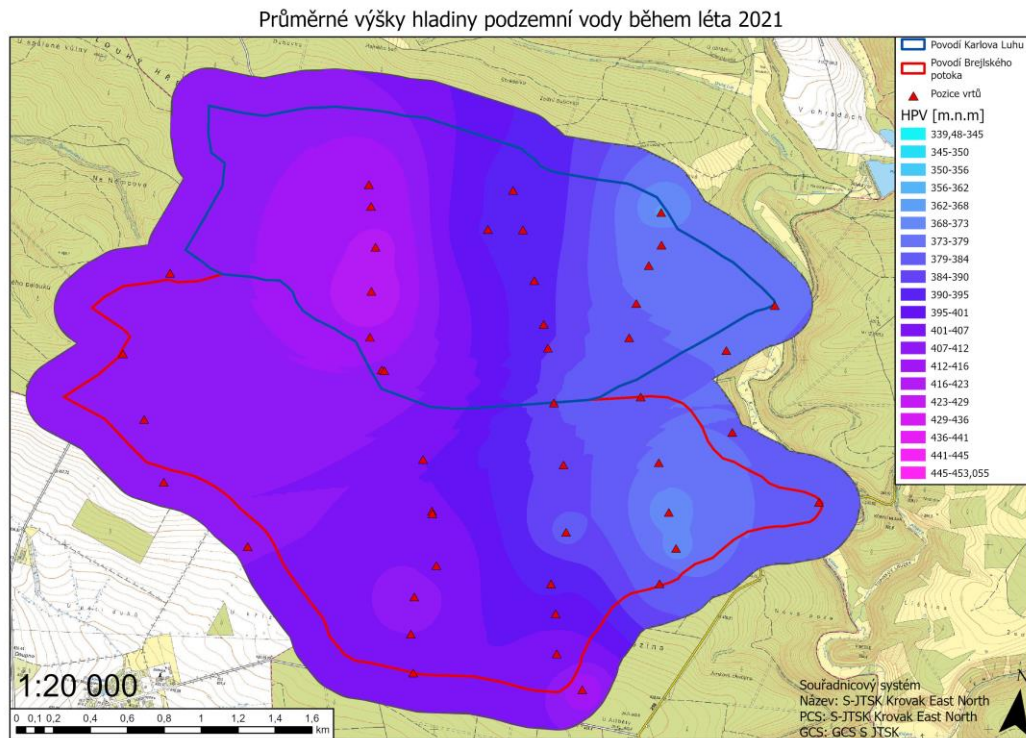 Průměrné výšky hladiny podzemní vody během léta 2021
Povodí Karlova Luhu
Povodí Brejlského
potoka
Pozice vrtů
HPV [m.n.m]
339,48-345
345-350
350-356
356-362
362-368
368-373
373-379
379-384
384-390
390-395
395-401
401-407
407-412
412-416
416-423
423-429
429-436
436-441
441-445
445-453,055
Na Němpové
V uhradách
1:20 000
0 0,1 0,2 0,4 0,6 0,8 1 1,2 1,4 1,6
km
Souřadnicový systém
Název: S-JTSK Krovak East North
PCS: S-JTSK Krovak East North
GCS: GCS S JTSK
N